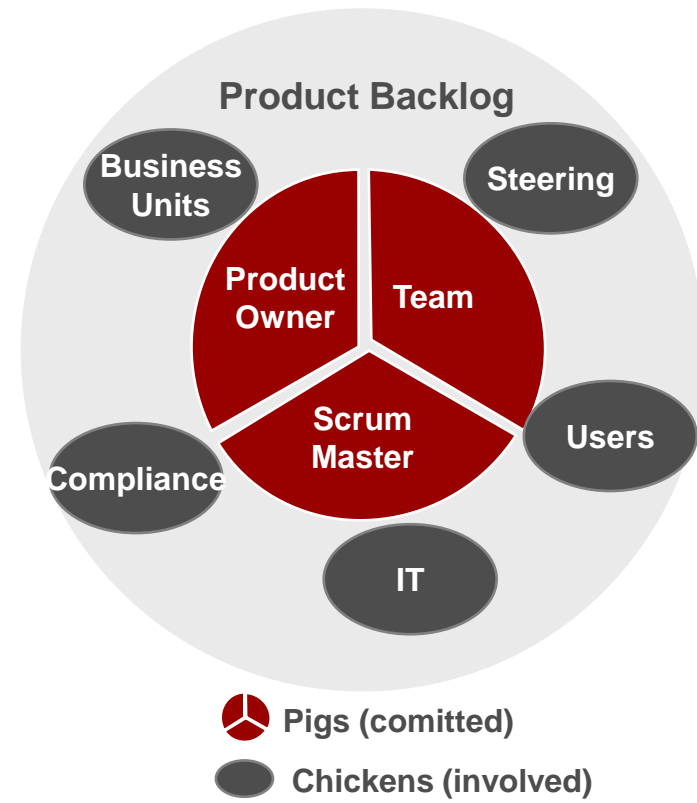 Product Backlog
Business
Units
Steering
Product
Owner
Team
Scrum
Master
Users
Compliance
IT
Pigs (comitted)
Chickens (involved)